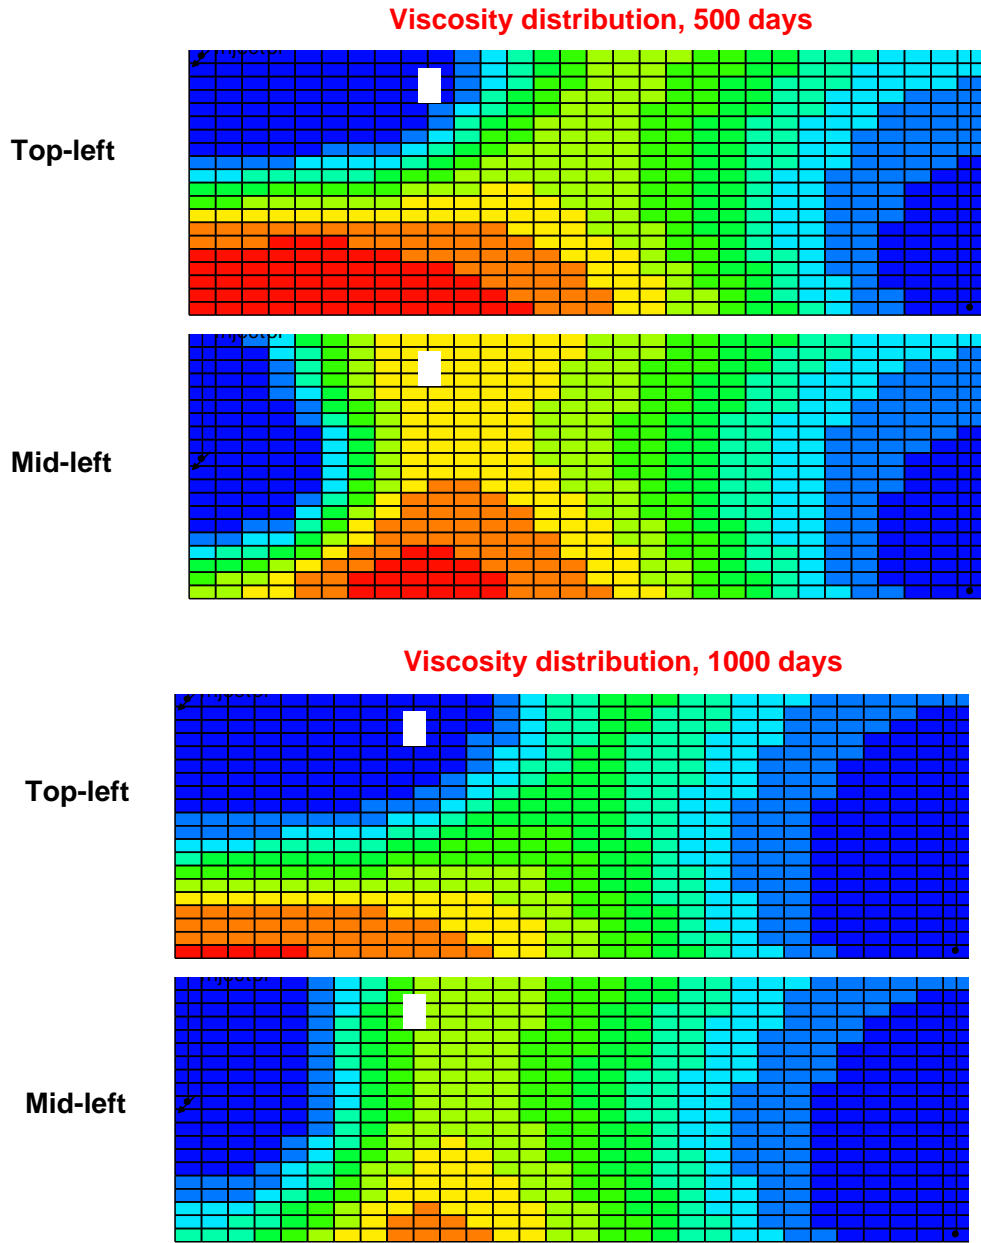 Viscosity distribution, 500 days
Top-left
Mid-left
Viscosity distribution, 1000 days
Top-left
Mid-left